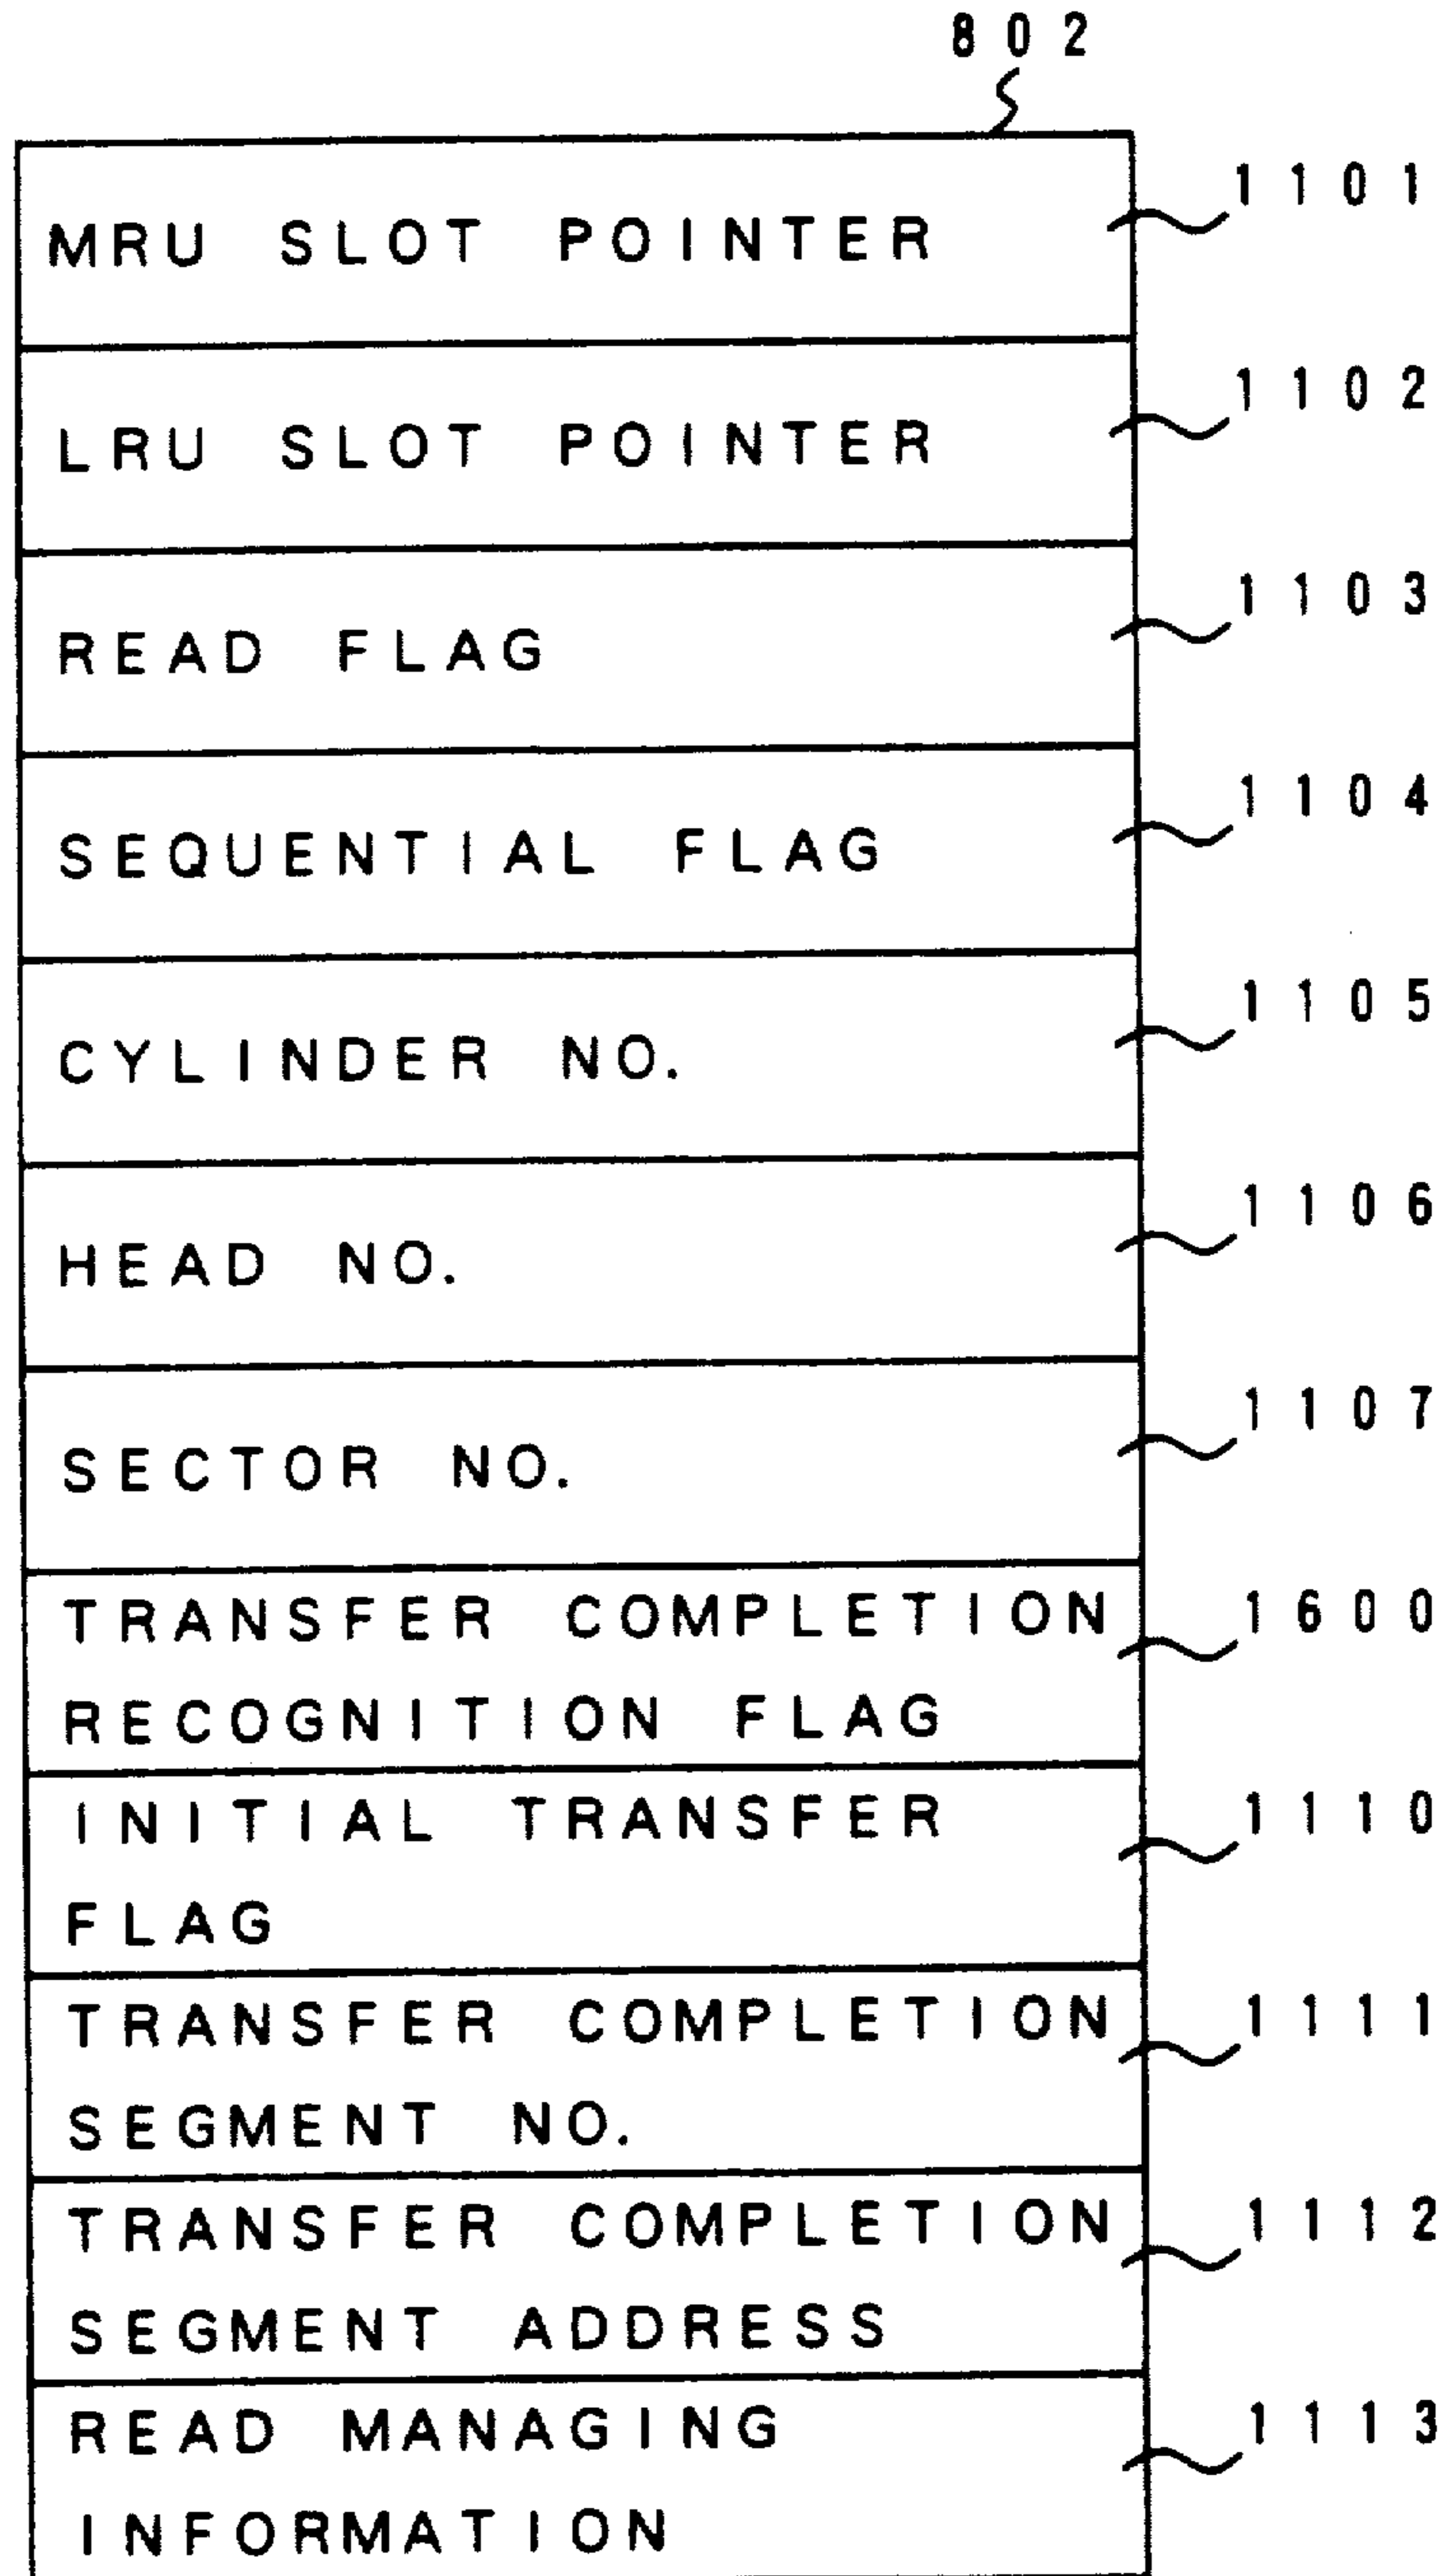 802
MRU SLOT POINTER
1101
LRU SLOT POINTER
1102
READ FLAG
1103
SEQUENTIAL FLAG
1104
CYLINDER NO.
1105
HEAD NO.
1106
SECTOR NO.
1107
TRANSFER COMPLETION
RECOGNITION FLAG
1600
INITIAL TRANSFER
FLAG
1110
TRANSFER COMPLETION
SEGMENT NO.
1111
TRANSFER COMPLETION
SEGMENT ADDRESS
1112
READ MANAGING
INFORMATION
1113